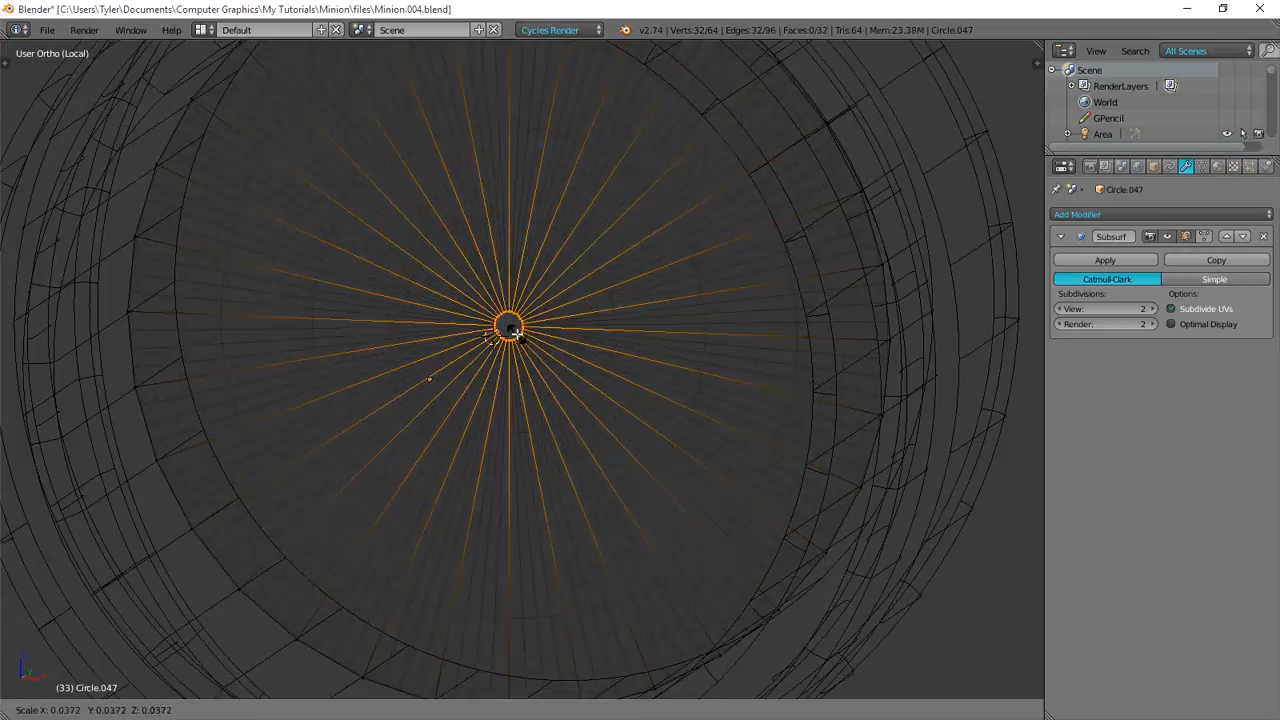 Blender* [C:\Users\Tyler\Documents\Computer Graphics\My Tutorials\Minion\files\Minion.004.blend]
File Render Window Help Default Scene Cycles Render v2.74 | Verts:32/64 | Edges:32/96 | Faces:0/32 | Tris:64 | Mem:23.38M | Circle.047
User Ortho (Local)
View Search All Scenes
Scene
RenderLayers
World
GPencil
Area
Circle.047
Add Modifier
Subsurf
Apply Copy
Catmull-Clark Simple
Subdivisions: Options:
View: 2 Subdivide UVs
Render: 2 Optimal Display
(33) Circle.047
Scale X: 0.0372 Y: 0.0372 Z: 0.0372